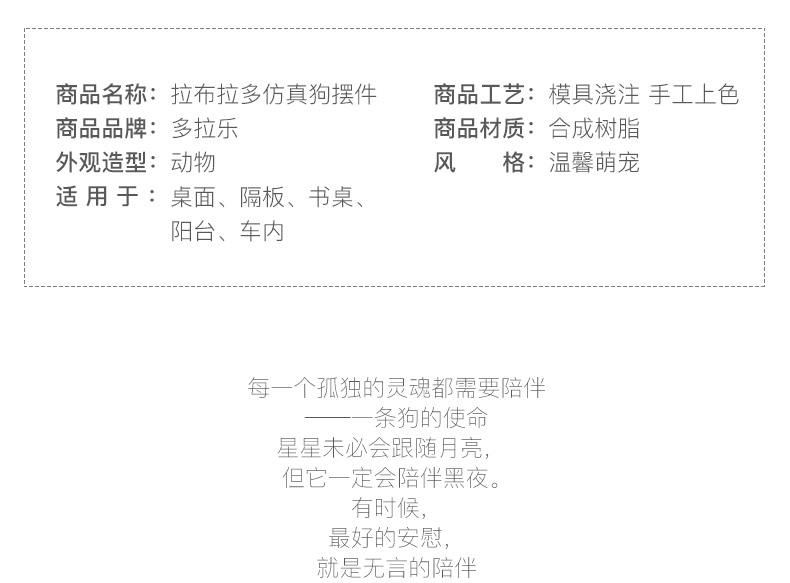 商品名称：拉布拉多仿真狗摆件
商品品牌：多拉乐
外观造型：动物
适用于：桌面、隔板、书桌、
阳台、车内
商品工艺：模具浇注 手工上色
商品材质：合成树脂
风　　格：温馨萌宠
每一个孤独的灵魂都需要陪伴
——一条狗的使命
星星未必会跟随月亮，
但它一定会陪伴黑夜。
有时候，
最好的安慰，
就是无言的陪伴